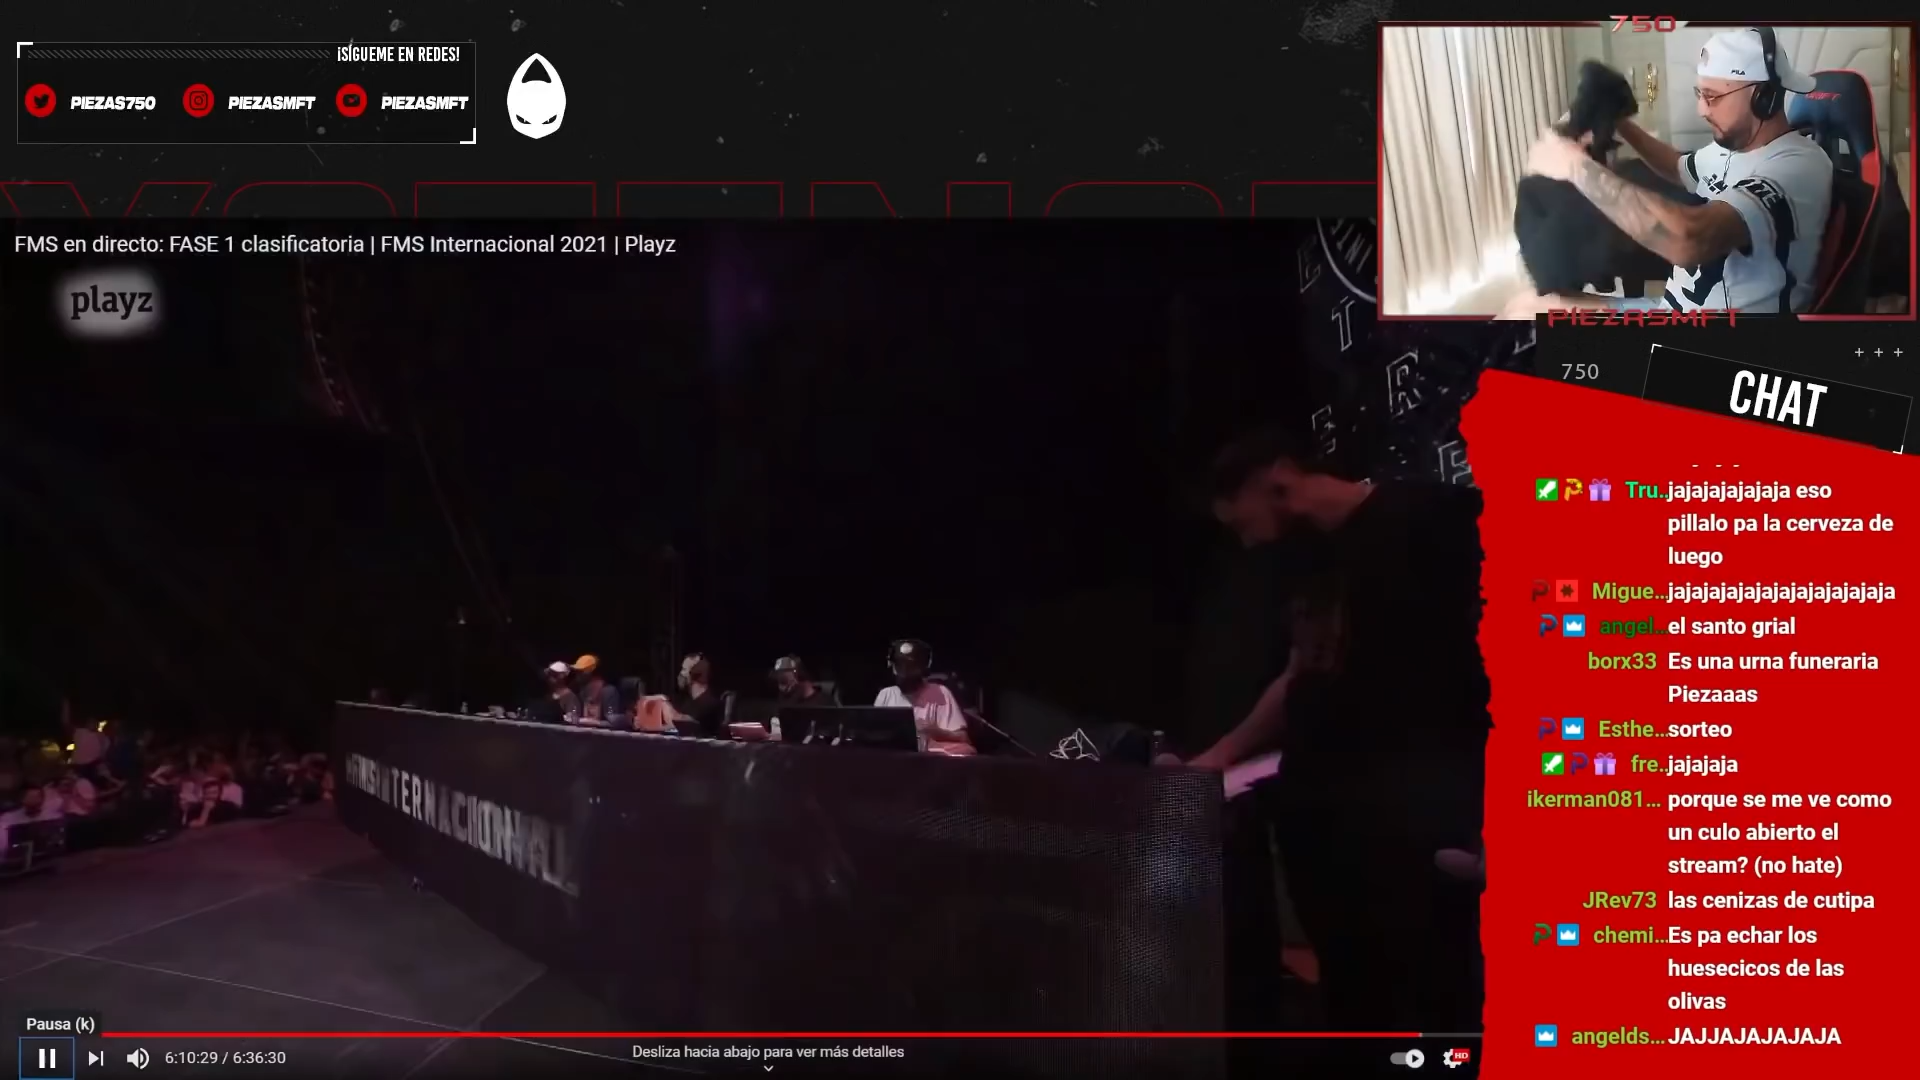 ¡SÍGUEME EN REDES!
PIEZAS750 PIEZASMFT PIEZASMFT
750
FILA
PIEZASMFT
FMS en directo: FASE 1 clasificatoria | FMS Internacional 2021 | Playz
playz
750
+ + +
CHAT
Tru..jajajajajajaja eso
pillalo pa la cerveza de
luego
Migue...jajajajajajajajajajajaja
angel...el santo grial
borx33 Es una urna funeraria
Piezaaas
Esthe...sorteo
fre..jajajaja
ikerman081... porque se me ve como
un culo abierto el
stream? (no hate)
JRev73 las cenizas de cutipa
chemi...Es pa echar los
huesecicos de las
olivas
angelds...JAJJAJAJAJAJA
Pausa (k)
6:10:29 / 6:36:30
Desliza hacia abajo para ver más detalles
HD